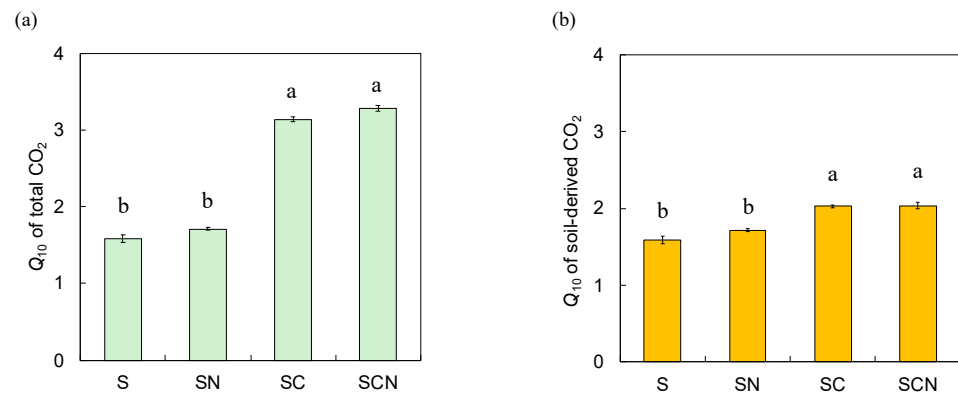 (a)
Q₁₀ of total CO₂
4
3
2
1
0
b
b
a
a
S SN SC SCN
(b)
Q₁₀ of soil-derived CO₂
4
3
2
1
0
b
b
a
a
S SN SC SCN